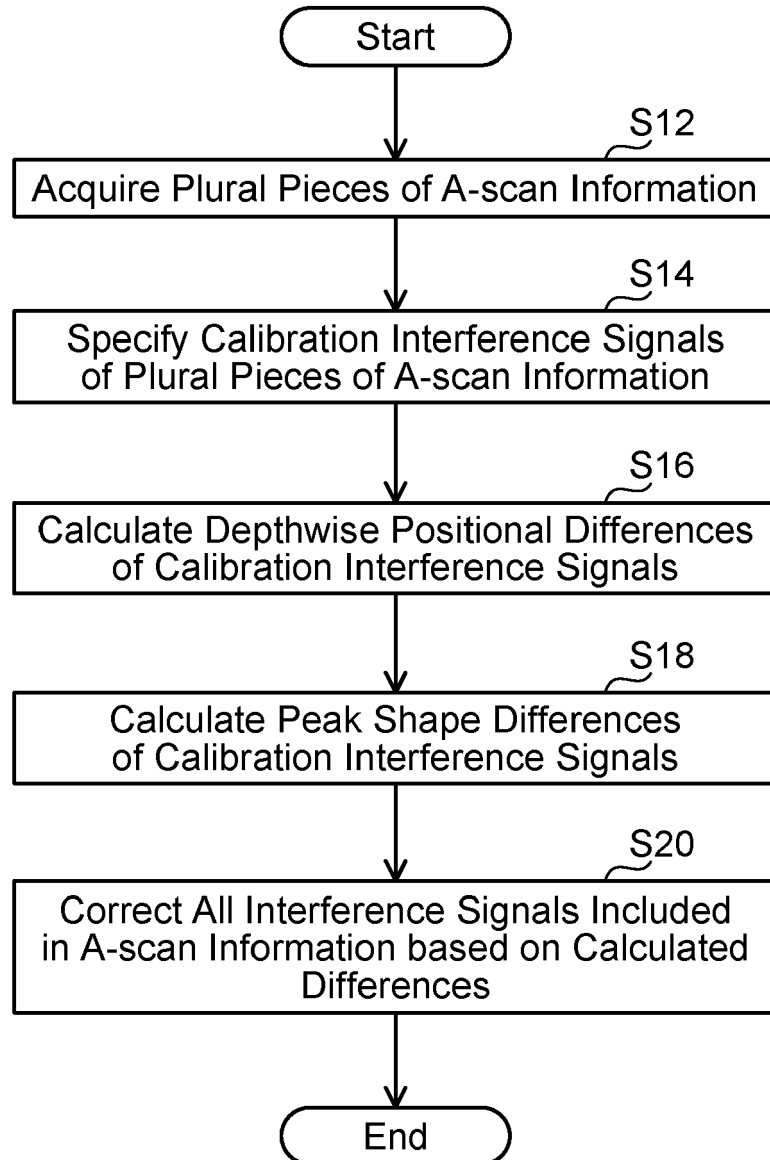 Start
S12
Acquire Plural Pieces of A-scan Information
S14
Specify Calibration Interference Signals
of Plural Pieces of A-scan Information
S16
Calculate Depthwise Positional Differences
of Calibration Interference Signals
S18
Calculate Peak Shape Differences
of Calibration Interference Signals
S20
Correct All Interference Signals Included
in A-scan Information based on Calculated
Differences
End